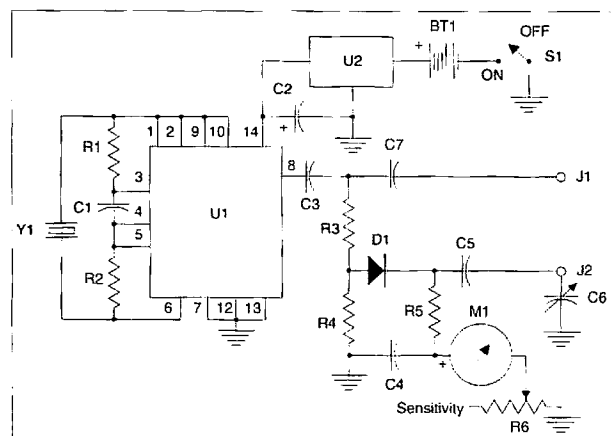 OFF
BT1
+
S1
ON
U2
C2
+
1 2 9 10 14
R1
3
8
C7
J1
C1
4
U1
C3
Y1
5
R3
D1
C5
R2
J2
C6
R4
R5
M1
6 7 12 13
C4
+
Sensitivity
R6